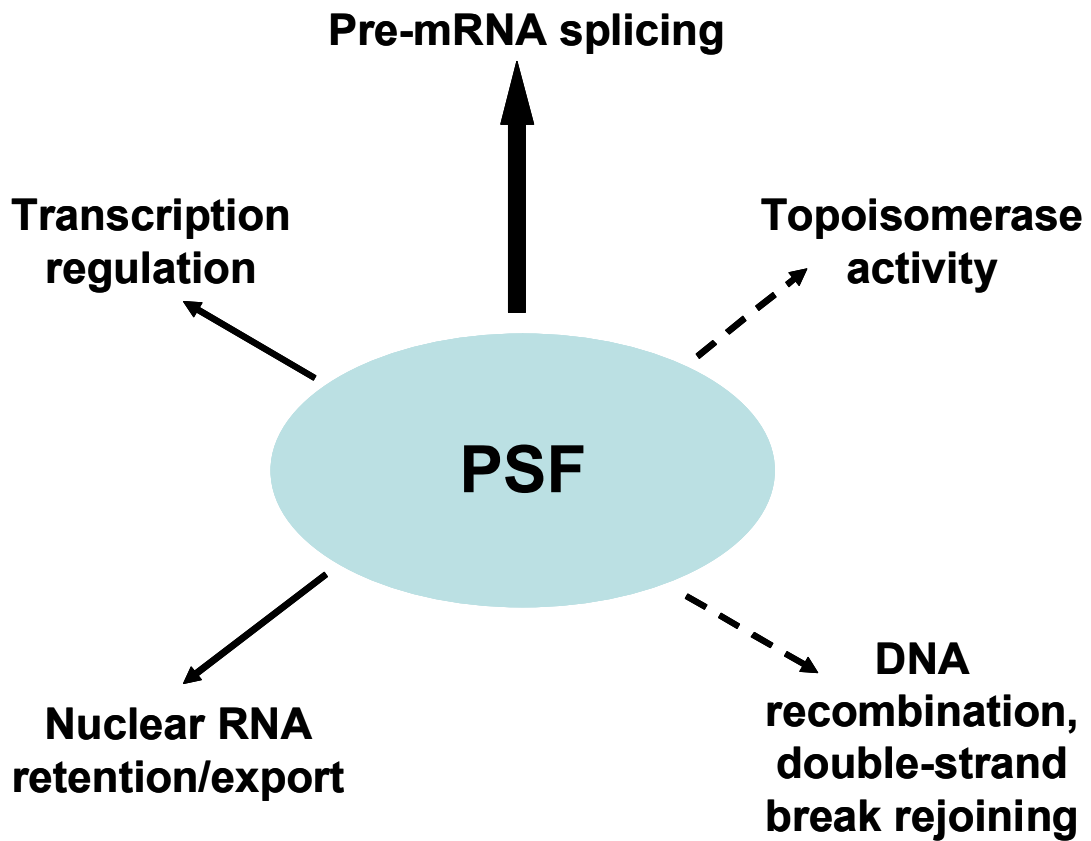 Pre-mRNA splicing
Transcription
regulation
Topoisomerase
activity
PSF
Nuclear RNA
retention/export
DNA
recombination,
double-strand
break rejoining